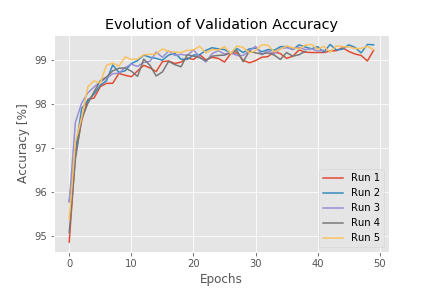 Evolution of Validation Accuracy
Accuracy [%]
99
98
97
96
95
0 10 20 30 40 50
Epochs
Run 1
Run 2
Run 3
Run 4
Run 5